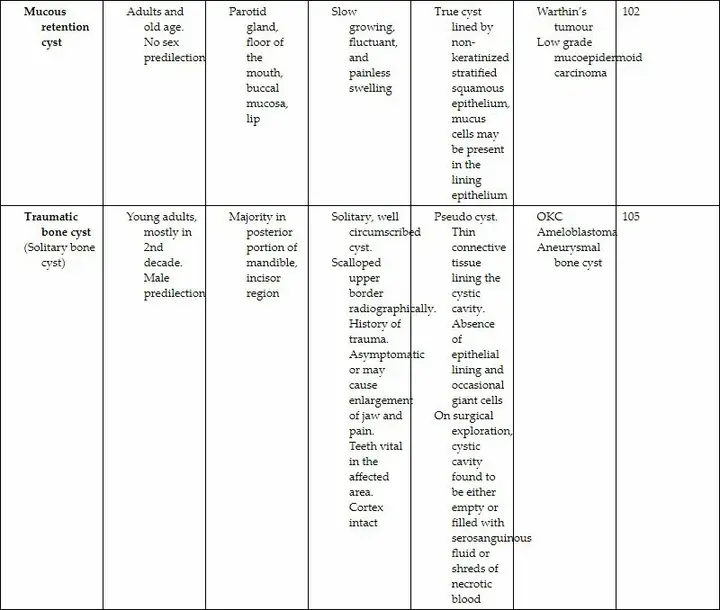 Mucous
retention
cyst
Adults and
old age.
No sex
predilection
Parotid
gland,
floor of
the
mouth,
buccal
mucosa,
lip
Slow
growing,
fluctuant,
and
painless
swelling
True cyst
lined by
non-
keratinized
stratified
squamous
epithelium,
mucus
cells may
be present
in the
lining
epithelium
Warthin's
tumour
Low grade
mucoepidermoid
carcinoma
102
Traumatic
bone cyst
(Solitary bone
cyst)
Young adults,
mostly in
2nd
decade.
Male
predilection
Majority in
posterior
portion of
mandible,
incisor
region
Solitary, well
circumscribed
cyst.
Scalloped
upper
border
radiographically.
History of
trauma.
Asymptomatic
or may
cause
enlargement
of jaw and
pain.
Teeth vital
in the
affected
area.
Cortex
intact
Pseudo cyst.
Thin
connective
tissue
lining the
cystic
cavity.
Absence
of
epithelial
lining and
occasional
giant cells
On surgical
exploration,
cystic
cavity
found to
be either
empty or
filled with
serosanguinous
fluid or
shreds of
necrotic
blood
OKC
Ameloblastoma
Aneurysmal
bone cyst
105